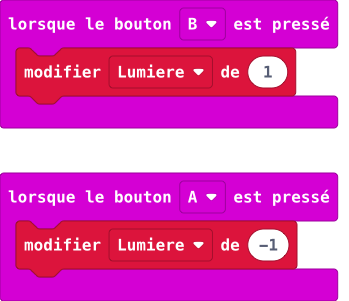 lorsque le bouton B est pressé
modifier Lumiere de 1
lorsque le bouton A est pressé
modifier Lumiere de -1